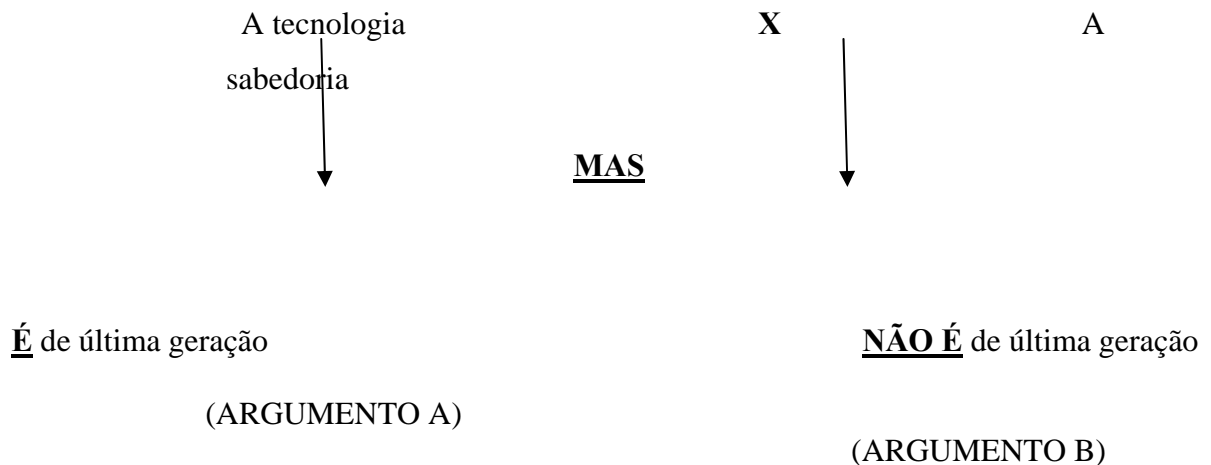 A tecnologia X A
sabedoria
MAS
É de última geração NÃO É de última geração
(ARGUMENTO A)
(ARGUMENTO B)